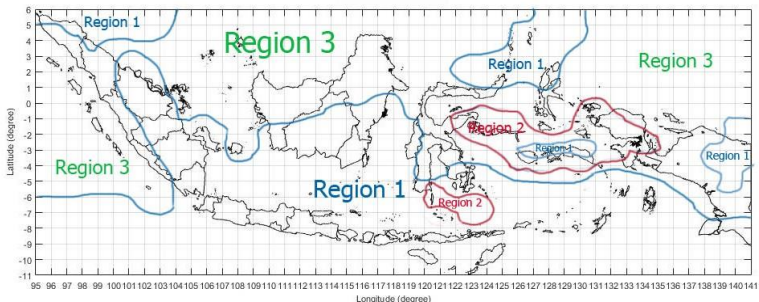 6
5
4
3
2
1
0
-1
-2
-3
-4
-5
-6
-7
-8
-9
-10
-11
Latitude (degree)
Region 1
Region 3
Region 1
Region 3
Region 2
Region 1
Region 1
Region 3
Region 1
Region 2
95 96 97 98 99 100 101 102 103 104 105 106 107 108 109 110 111 112 113 114 115 116 117 118 119 120 121 122 123 124 125 126 127 128 129 130 131 132 133 134 135 136 137 138 139 140 141
Longitude (degree)